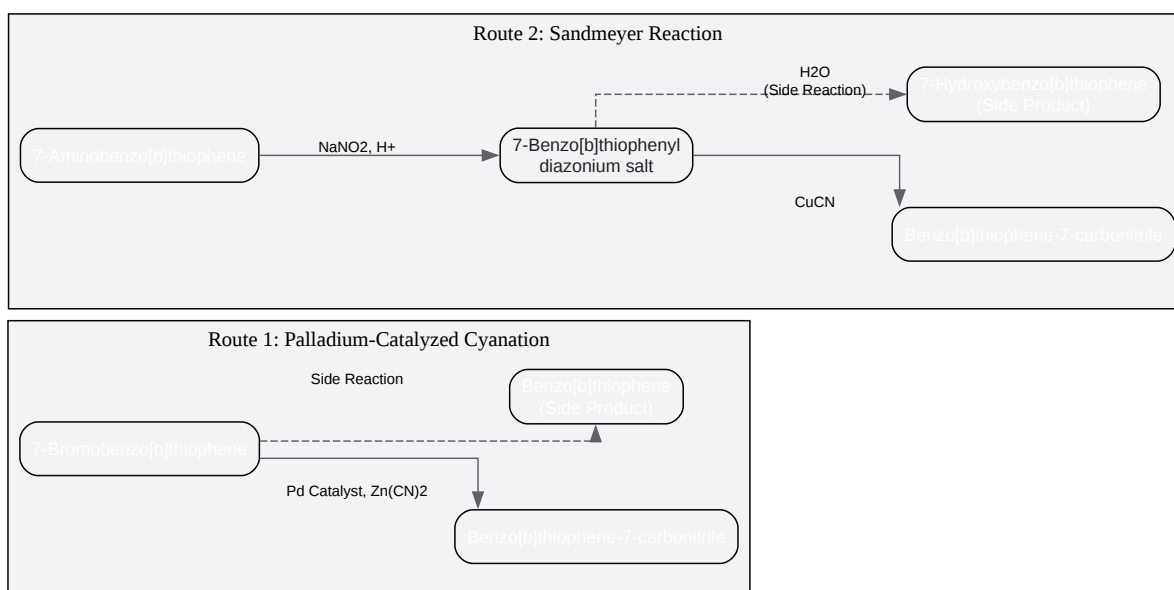 Route 2: Sandmeyer Reaction
H2O
(Side Reaction)
7-Hydroxybenzo[b]thiophene
(Side Product)
7-Aminobenzo[b]thiophene
NaNO2, H+
7-Benzo[b]thiophenyl
diazonium salt
CuCN
Benzo[b]thiophene-7-carbonitrile
Route 1: Palladium-Catalyzed Cyanation
Side Reaction
Benzo[b]thiophene
(Side Product)
7-Bromobenzo[b]thiophene
Pd Catalyst, Zn(CN)2
Benzo[b]thiophene-7-carbonitrile